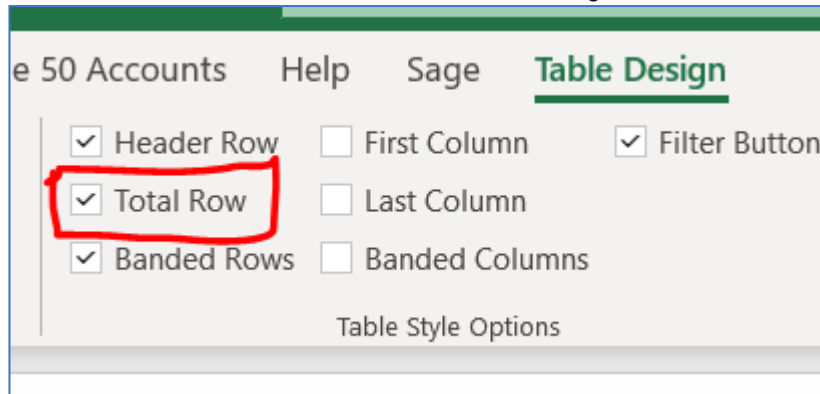 e 50 Accounts Help Sage Table Design
Header Row First Column Filter Button
Total Row Last Column
Banded Rows Banded Columns
Table Style Options